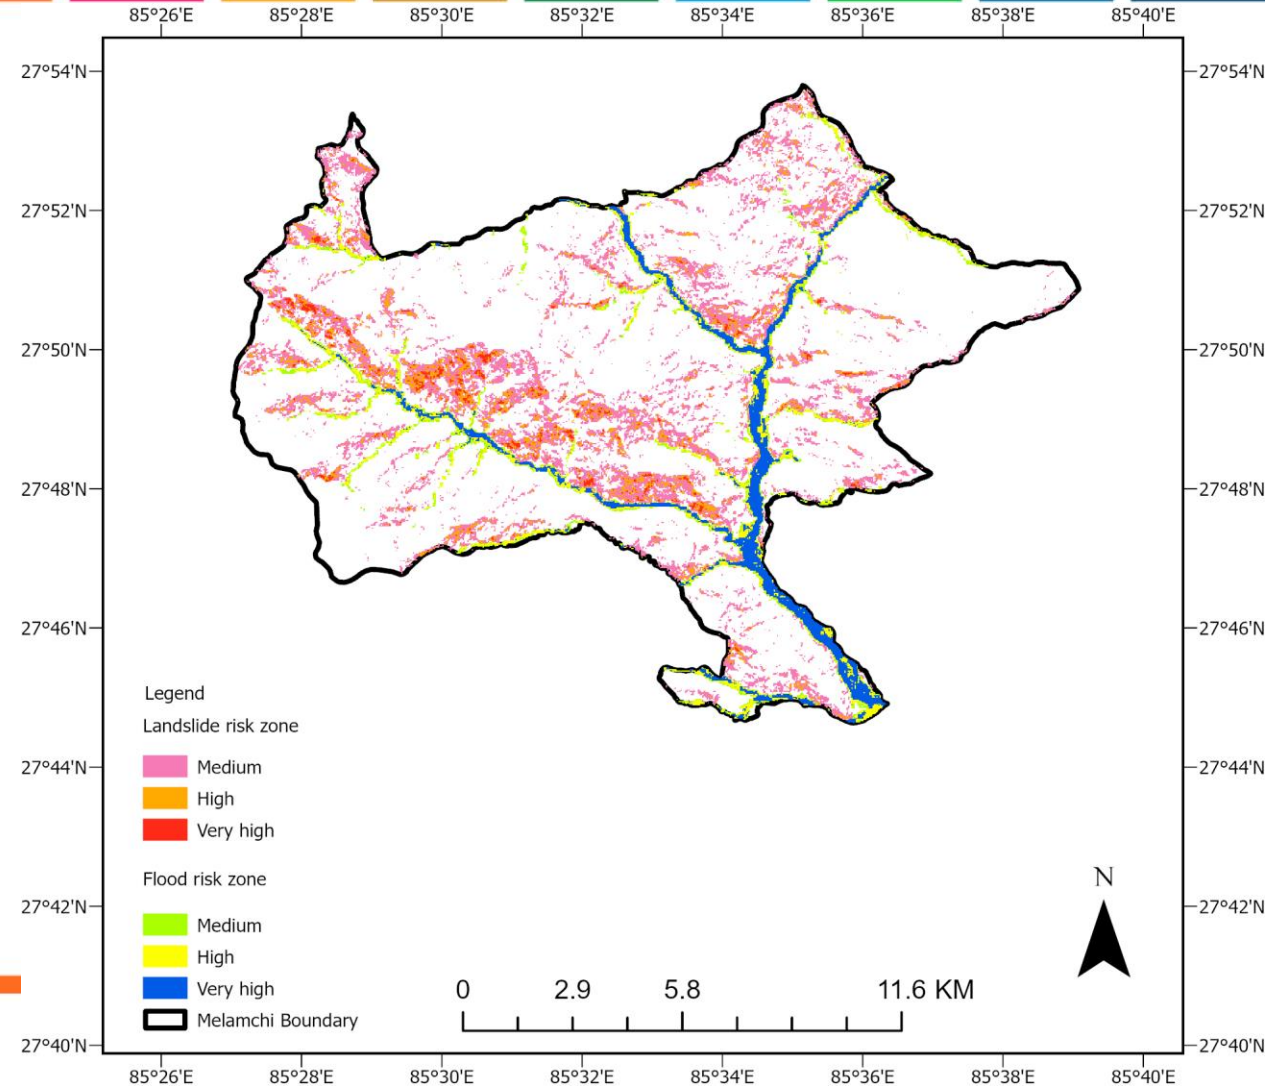 85°26'E 85°28'E 85°30'E 85°32'E 85°34'E 85°36'E 85°38'E 85°40'E
27°54'N 27°54'N
27°52'N 27°52'N
27°50'N 27°50'N
27°48'N 27°48'N
27°46'N 27°46'N
27°44'N 27°44'N
27°42'N 27°42'N
27°40'N 27°40'N
Legend
Landslide risk zone
Medium
High
Very high
Flood risk zone
Medium
High
Very high
Melamchi Boundary
N
0 2.9 5.8 11.6 KM
85°26'E 85°28'E 85°30'E 85°32'E 85°34'E 85°36'E 85°38'E 85°40'E